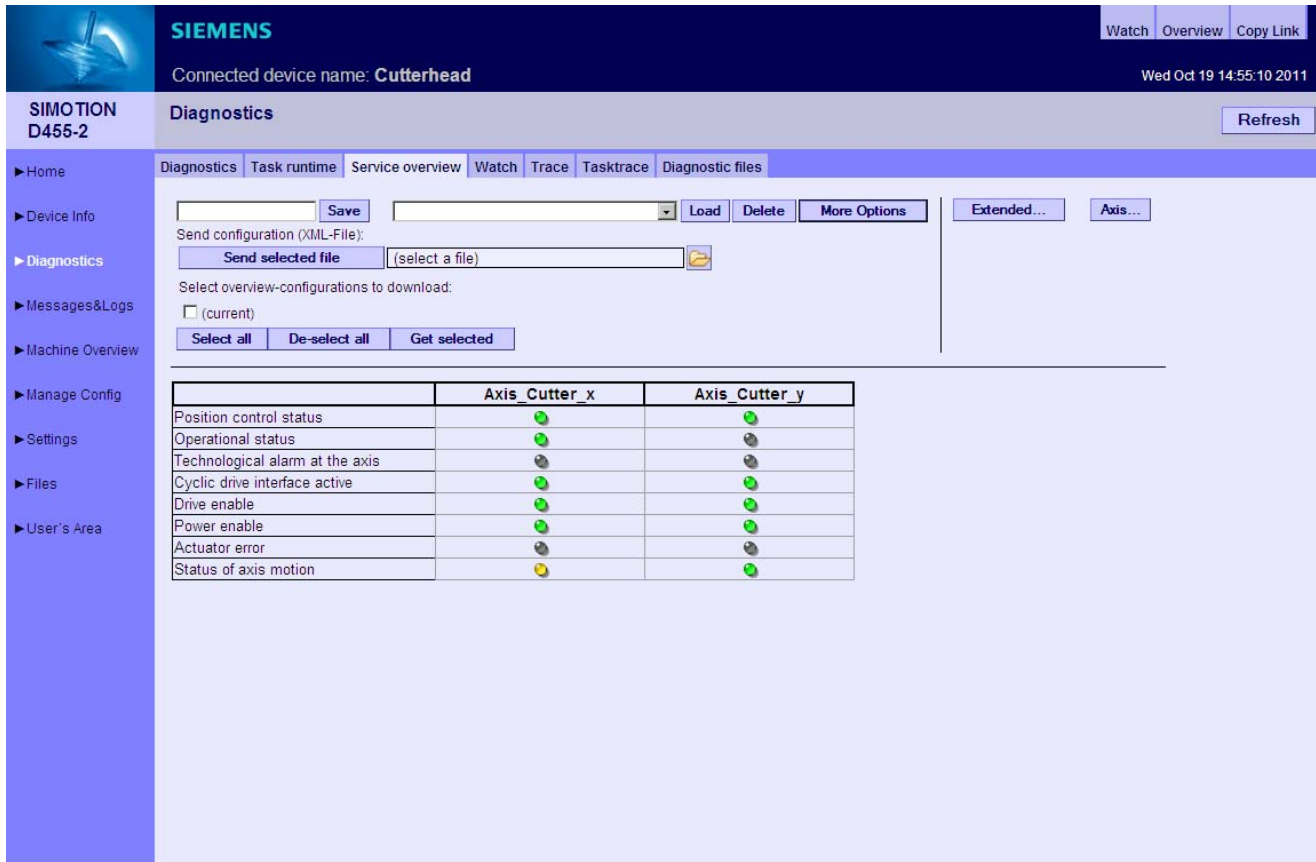 SIEMENS
Watch Overview Copy Link
Connected device name: Cutterhead
Wed Oct 19 14:55:10 2011
SIMOTION
D455-2
Diagnostics
Refresh
►Home
►Device Info
►Diagnostics
►Messages&Logs
►Machine Overview
►Manage Config
►Settings
►Files
►User´s Area
Diagnostics Task runtime Service overview Watch Trace Tasktrace Diagnostic files
Save Load Delete More Options Extended... Axis...
Send configuration (XML-File):
Send selected file (select a file)
Select overview-configurations to download:
(current)
Select all De-select all Get selected
Axis_Cutter_x Axis_Cutter_y
Position control status
Operational status
Technological alarm at the axis
Cyclic drive interface active
Drive enable
Power enable
Actuator error
Status of axis motion